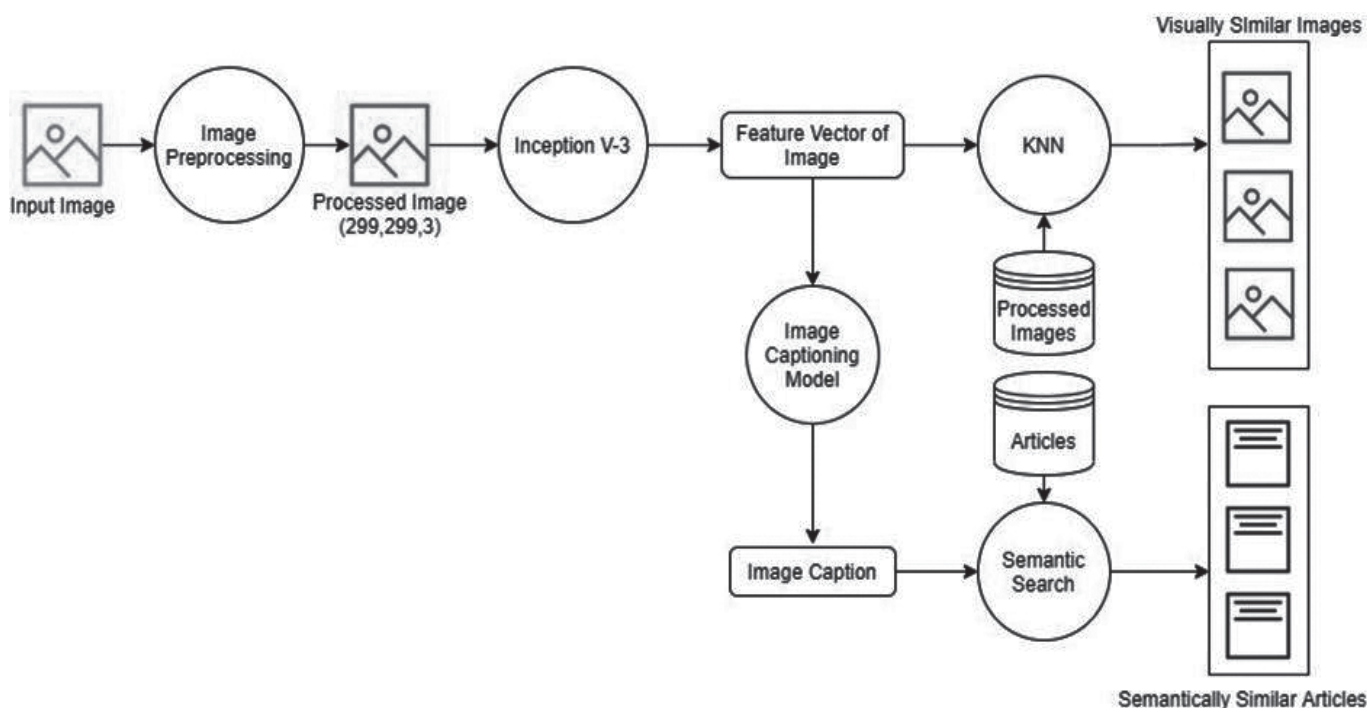 Visually SImilar Images
Input Image
Image
Preprocessing
Processed Image
(299,299,3)
Inception V-3
Feature Vector of
Image
KNN
Processed
Images
Image
Captioning
Model
Articles
Image Caption
Semantic
Search
Semantically Similar Articles